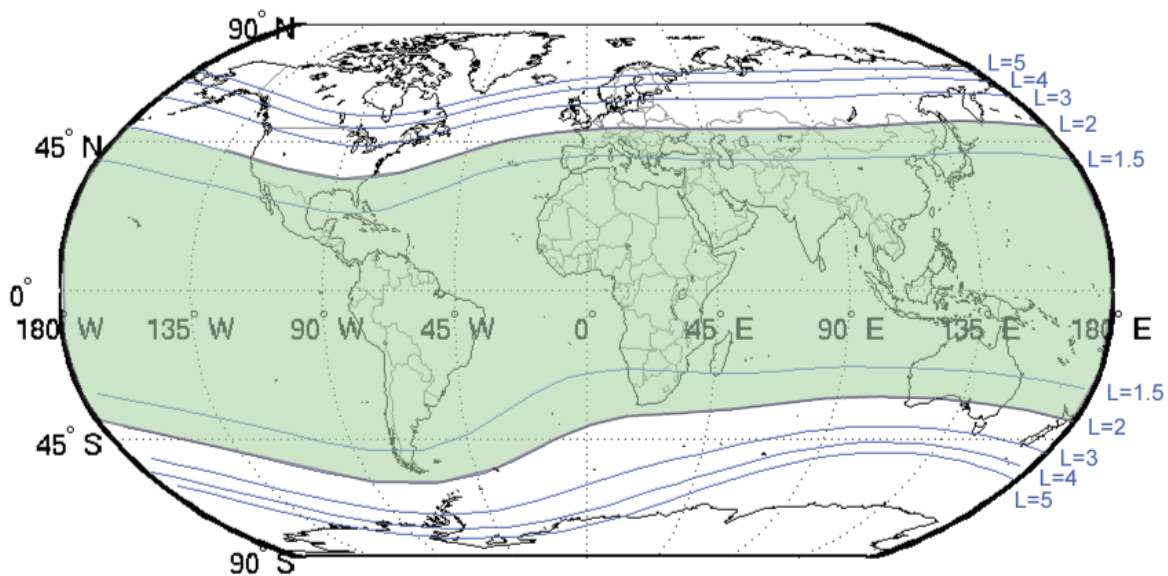 90° N
L=5
L=4
L=3
L=2
45° N
L=1.5
0°
180° W
135° W
90° W
45° W
0°
45° E
90° E
135° E
180° E
L=1.5
L=2
45° S
L=3
L=4
L=5
90° S